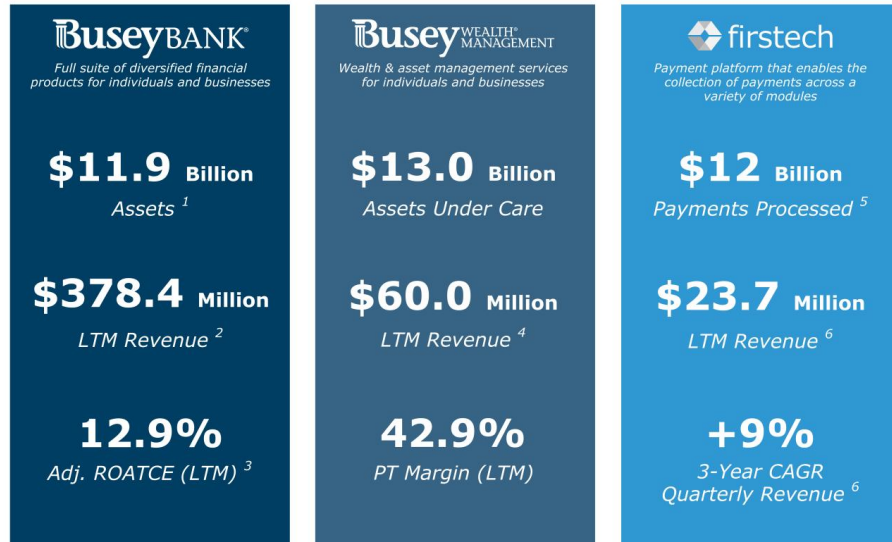 Busey BANK®
Full suite of diversified financial
products for individuals and businesses
$11.9 Billion
Assets 1
$378.4 Million
LTM Revenue 2
12.9%
Adj. ROATCE (LTM) 3
Busey WEALTH® MANAGEMENT
Wealth & asset management services
for individuals and businesses
$13.0 Billion
Assets Under Care
$60.0 Million
LTM Revenue 4
42.9%
PT Margin (LTM)
firstech
Payment platform that enables the
collection of payments across a
variety of modules
$12 Billion
Payments Processed 5
$23.7 Million
LTM Revenue 6
+9%
3-Year CAGR
Quarterly Revenue 6